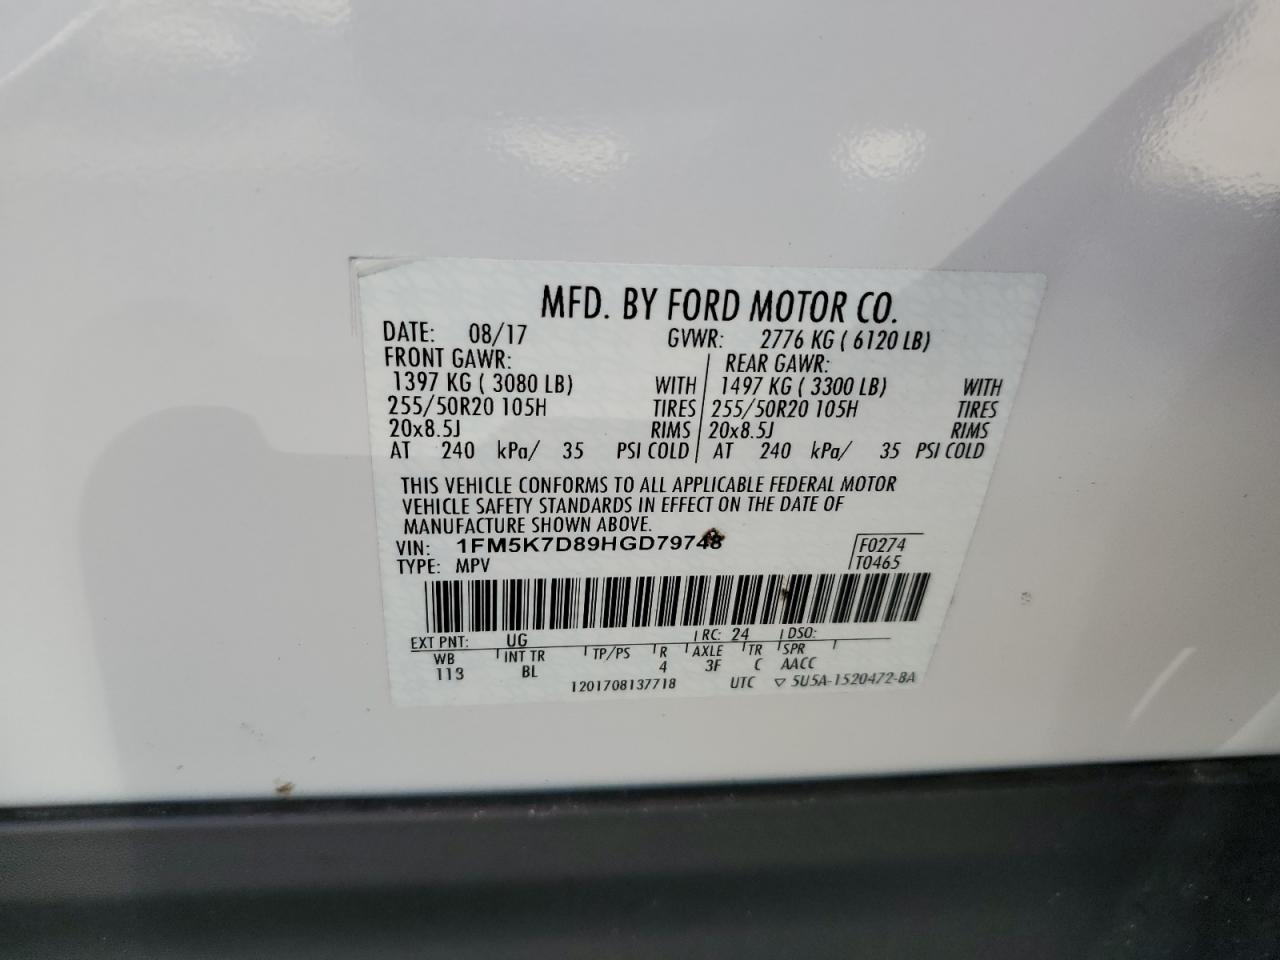 MFD. BY FORD MOTOR CO.
DATE: 08/17 GVWR: 2776 KG ( 6120 LB)
FRONT GAWR: REAR GAWR:
1397 KG ( 3080 LB) WITH 1497 KG ( 3300 LB) WITH
255/50R20 105H TIRES 255/50R20 105H TIRES
20x8.5J RIMS 20x8.5J RIMS
AT 240 kPa/ 35 PSI COLD AT 240 kPa/ 35 PSI COLD
THIS VEHICLE CONFORMS TO ALL APPLICABLE FEDERAL MOTOR
VEHICLE SAFETY STANDARDS IN EFFECT ON THE DATE OF
MANUFACTURE SHOWN ABOVE.
VIN: 1FM5K7D89HGD79748 F0274
TYPE: MPV T0465
EXT PNT: UG RC: 24 DSO:
WB INT TR TP/PS R AXLE TR SPR
113 BL 4 3F C AACC
1201708137718 UTC ▽ 5U5A-1520472-BA